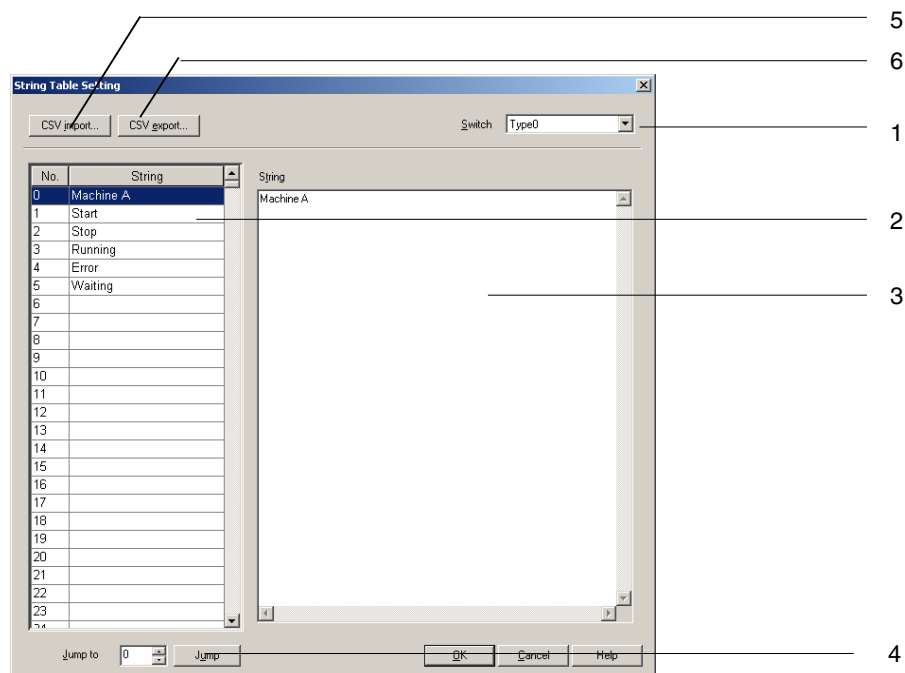 5
6
String Table Setting
CSV import... CSV export... Switch Type0
1
No. String
String
0 Machine A
Machine A
1 Start
2
2 Stop
3 Running
4 Error
5 Waiting
3
6
7
8
9
10
11
12
13
14
15
16
17
18
19
20
21
22
23
24
Jump to 0 Jump OK Cancel Help
4